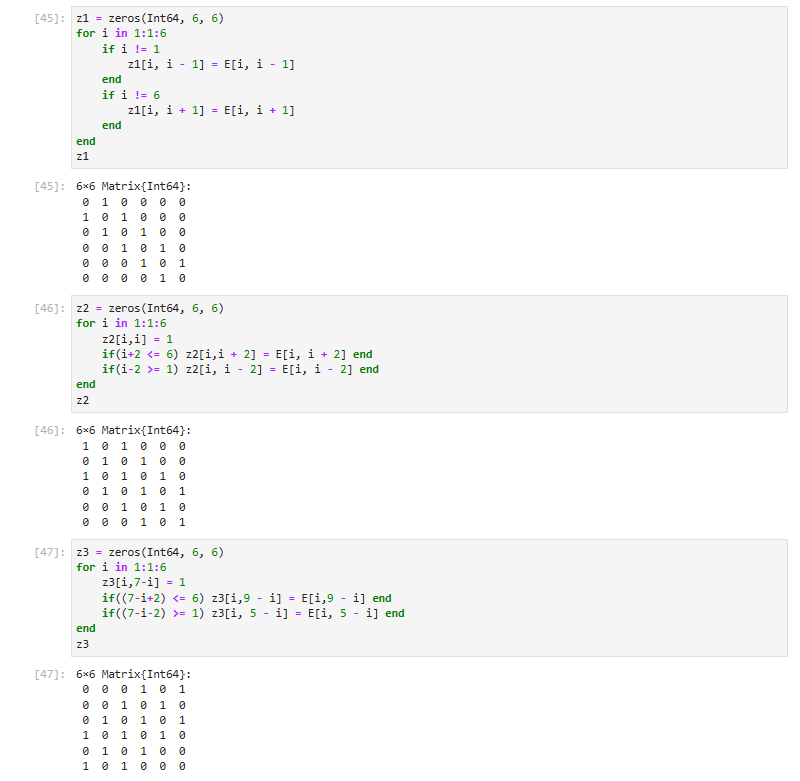 [45]: z1 = zeros(Int64, 6, 6)
for i in 1:1:6
    if i != 1
        z1[i, i - 1] = E[i, i - 1]
    end
    if i != 6
        z1[i, i + 1] = E[i, i + 1]
    end
end
z1
[45]: 6×6 Matrix{Int64}:
 0  1  0  0  0  0
 1  0  1  0  0  0
 0  1  0  1  0  0
 0  0  1  0  1  0
 0  0  0  1  0  1
 0  0  0  0  1  0
[46]: z2 = zeros(Int64, 6, 6)
for i in 1:1:6
    z2[i,i] = 1
    if(i+2 <= 6) z2[i,i + 2] = E[i, i + 2] end
    if(i-2 >= 1) z2[i, i - 2] = E[i, i - 2] end
end
z2
[46]: 6×6 Matrix{Int64}:
 1  0  1  0  0  0
 0  1  0  1  0  0
 1  0  1  0  1  0
 0  1  0  1  0  1
 0  0  1  0  1  0
 0  0  0  1  0  1
[47]: z3 = zeros(Int64, 6, 6)
for i in 1:1:6
    z3[i,7-i] = 1
    if((7-i+2) <= 6) z3[i,9 - i] = E[i,9 - i] end
    if((7-i-2) >= 1) z3[i, 5 - i] = E[i, 5 - i] end
end
z3
[47]: 6×6 Matrix{Int64}:
 0  0  0  1  0  1
 0  0  1  0  1  0
 0  1  0  1  0  1
 1  0  1  0  1  0
 0  1  0  1  0  0
 1  0  1  0  0  0